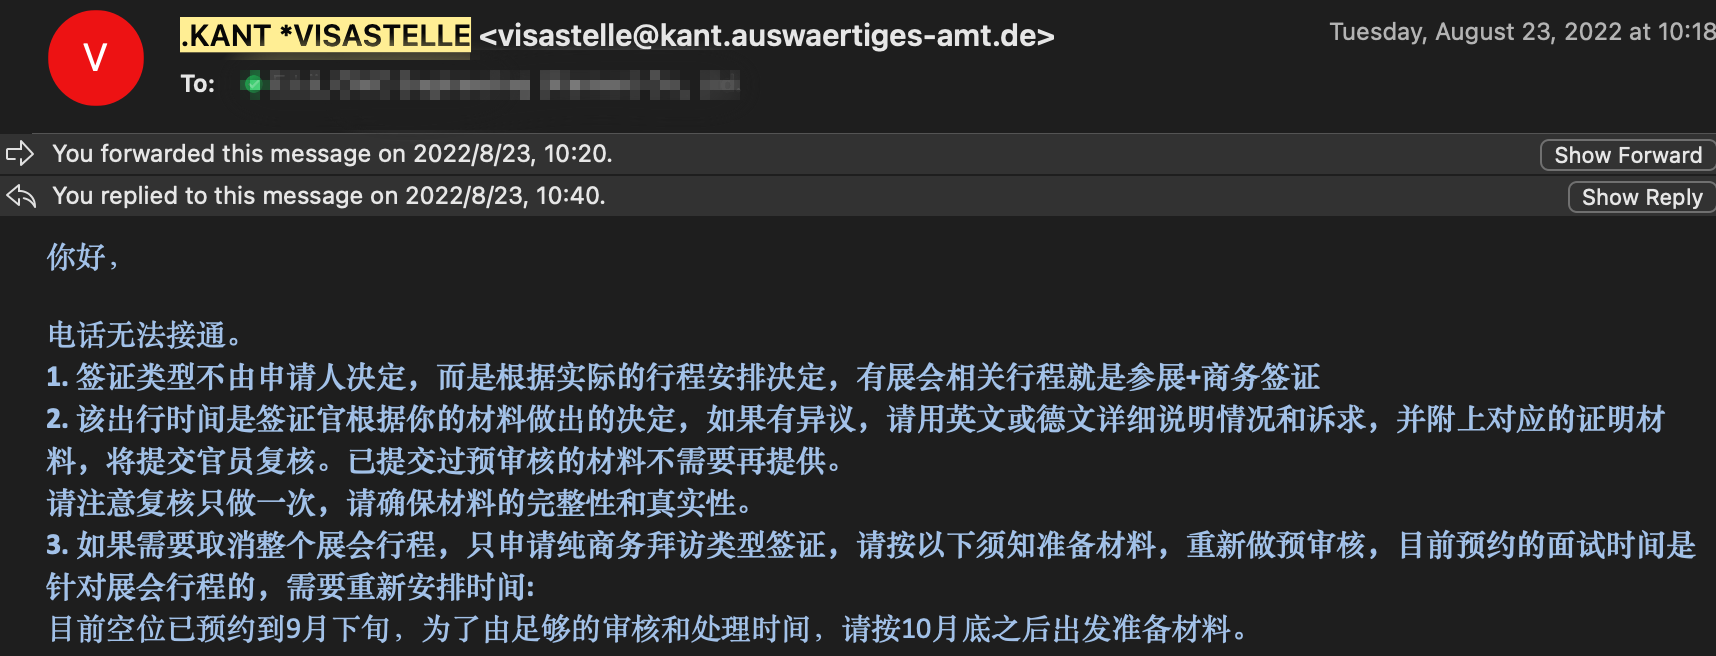 V
.KANT *VISASTELLE <visastelle@kant.auswaertiges-amt.de>
Tuesday, August 23, 2022 at 10:18
To:
You forwarded this message on 2022/8/23, 10:20.
Show Forward
You replied to this message on 2022/8/23, 10:40.
Show Reply
你好，
电话无法接通。
1. 签证类型不由申请人决定，而是根据实际的行程安排决定，有展会相关行程就是参展+商务签证
2. 该出行时间是签证官根据你的材料做出的决定，如果有异议，请用英文或德文详细说明情况和诉求，并附上对应的证明材
料，将提交官员复核。已提交过预审核的材料不需要再提供。
请注意复核只做一次，请确保材料的完整性和真实性。
3. 如果需要取消整个展会行程，只申请纯商务拜访类型签证，请按以下须知准备材料，重新做预审核，目前预约的面试时间是
针对展会行程的，需要重新安排时间:
目前空位已预约到9月下旬，为了由足够的审核和处理时间，请按10月底之后出发准备材料。